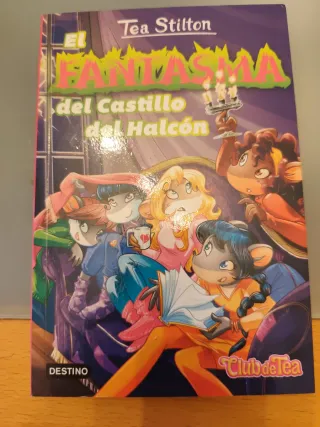 Tea Stilton
El
FANTASMA
del Castillo
del Halcón
DESTINO
Club de Tea